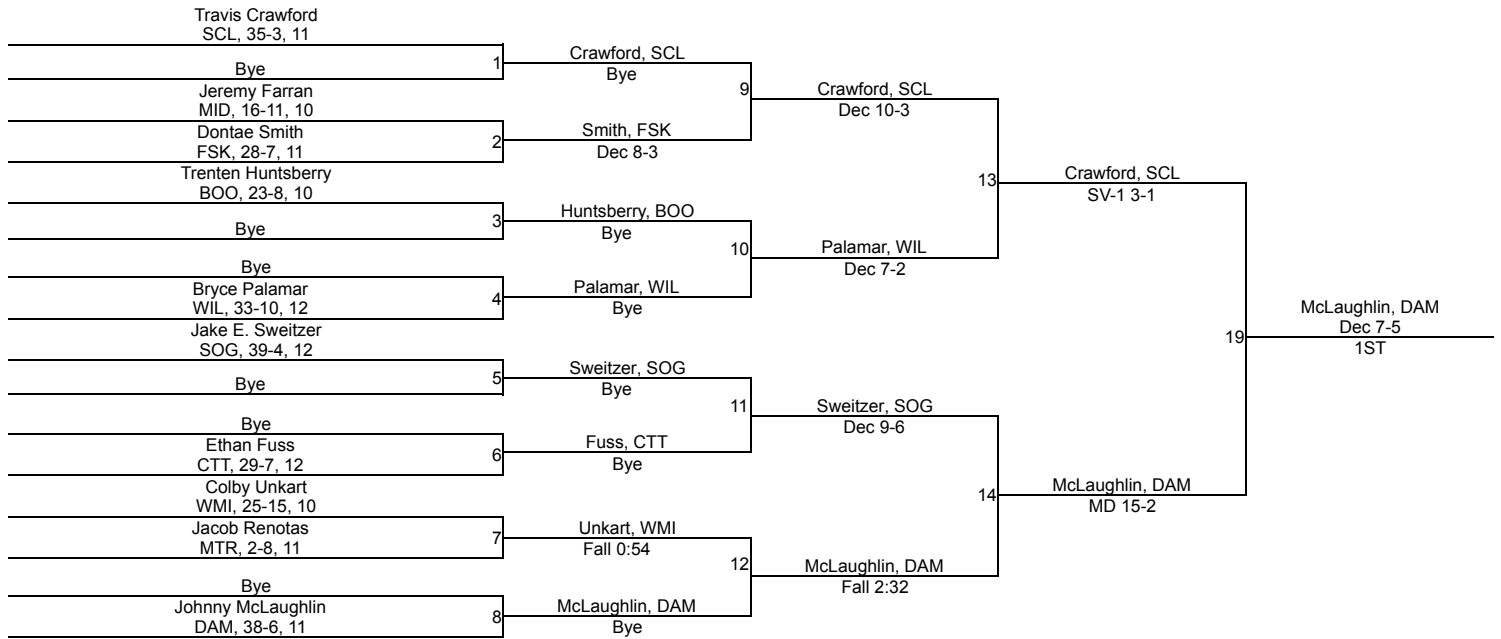 Travis Crawford
SCL, 35-3, 11
Bye
Jeremy Farran
MID, 16-11, 10
Dontae Smith
FSK, 28-7, 11
Trenten Huntsberry
BOO, 23-8, 10
Bye
Bye
Bryce Palamar
WIL, 33-10, 12
Jake E. Sweitzer
SOG, 39-4, 12
Bye
Bye
Ethan Fuss
CTT, 29-7, 12
Colby Unkart
WMI, 25-15, 10
Jacob Renotas
MTR, 2-8, 11
Bye
Johnny McLaughlin
DAM, 38-6, 11
1
2
3
4
5
6
7
8
Crawford, SCL
Bye
Smith, FSK
Dec 8-3
Huntsberry, BOO
Bye
Palamar, WIL
Bye
Sweitzer, SOG
Bye
Fuss, CTT
Bye
Unkart, WMI
Fall 0:54
McLaughlin, DAM
Bye
9
10
11
12
Crawford, SCL
Dec 10-3
Palamar, WIL
Dec 7-2
Sweitzer, SOG
Dec 9-6
McLaughlin, DAM
Fall 2:32
13
14
Crawford, SCL
SV-1 3-1
McLaughlin, DAM
MD 15-2
19
McLaughlin, DAM
Dec 7-5
1ST